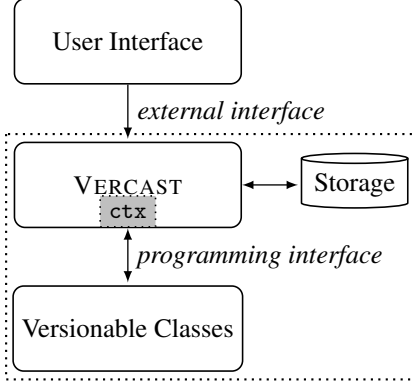 User Interface
external interface
VERCAST
ctx
Storage
programming interface
Versionable Classes